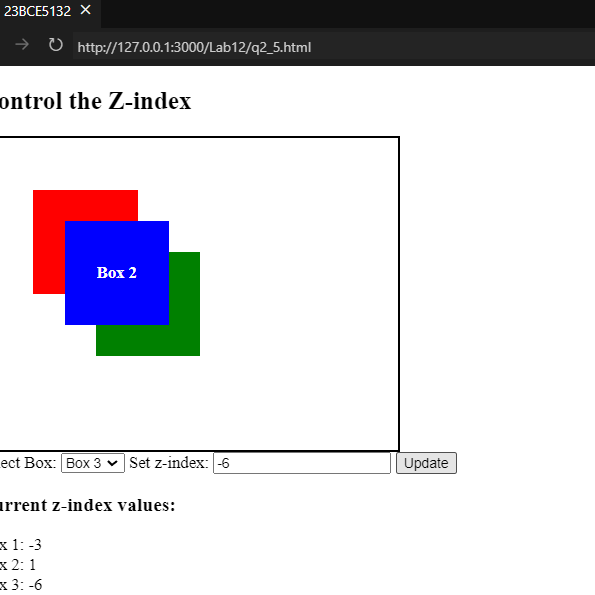 23BCE5132
http://127.0.0.1:3000/Lab12/q2_5.html
ontrol the Z-index
Box 2
ect Box: Box 3 Set z-index: -6 Update
urrent z-index values:
x 1: -3
x 2: 1
x 3: -6